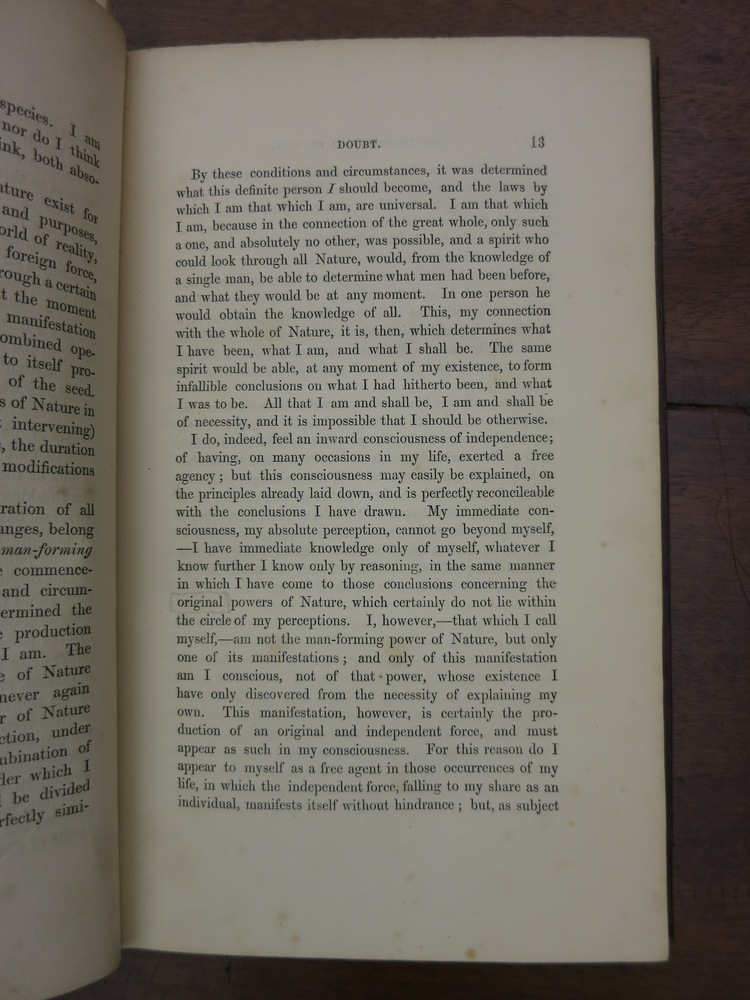 species. I am
nor do I think
ink, both abso-
ature exist for
and purposes,
orld of reality,
foreign force,
rough a certain
t the moment
manifestation
ombined ope-
to itself pro-
of the seed.
s of Nature in
intervening)
, the duration
modifications
ration of all
anges, belong
man-forming
commence-
and circum-
ermined the
production
I am. The
e of Nature
never again
r of Nature
ction, under
mbination of
der which I
be divided
rfectly simi-
DOUBT. 13
By these conditions and circumstances, it was determined
what this definite person I should become, and the laws by
which I am that which I am, are universal. I am that which
I am, because in the connection of the great whole, only such
a one, and absolutely no other, was possible, and a spirit who
could look through all Nature, would, from the knowledge of
a single man, be able to determine what men had been before,
and what they would be at any moment. In one person he
would obtain the knowledge of all. This, my connection
with the whole of Nature, it is, then, which determines what
I have been, what I am, and what I shall be. The same
spirit would be able, at any moment of my existence, to form
infallible conclusions on what I had hitherto been, and what
I was to be. All that I am and shall be, I am and shall be
of necessity, and it is impossible that I should be otherwise.
I do, indeed, feel an inward consciousness of independence;
of having, on many occasions in my life, exerted a free
agency; but this consciousness may easily be explained, on
the principles already laid down, and is perfectly reconcileable
with the conclusions I have drawn. My immediate con-
sciousness, my absolute perception, cannot go beyond myself,
—I have immediate knowledge only of myself, whatever I
know further I know only by reasoning, in the same manner
in which I have come to those conclusions concerning the
original powers of Nature, which certainly do not lie within
the circle of my perceptions. I, however,—that which I call
myself,—am not the man-forming power of Nature, but only
one of its manifestations; and only of this manifestation
am I conscious, not of that power, whose existence I
have only discovered from the necessity of explaining my
own. This manifestation, however, is certainly the pro-
duction of an original and independent force, and must
appear as such in my consciousness. For this reason do I
appear to myself as a free agent in those occurrences of my
life, in which the independent force, falling to my share as an
individual, manifests itself without hindrance; but, as subject